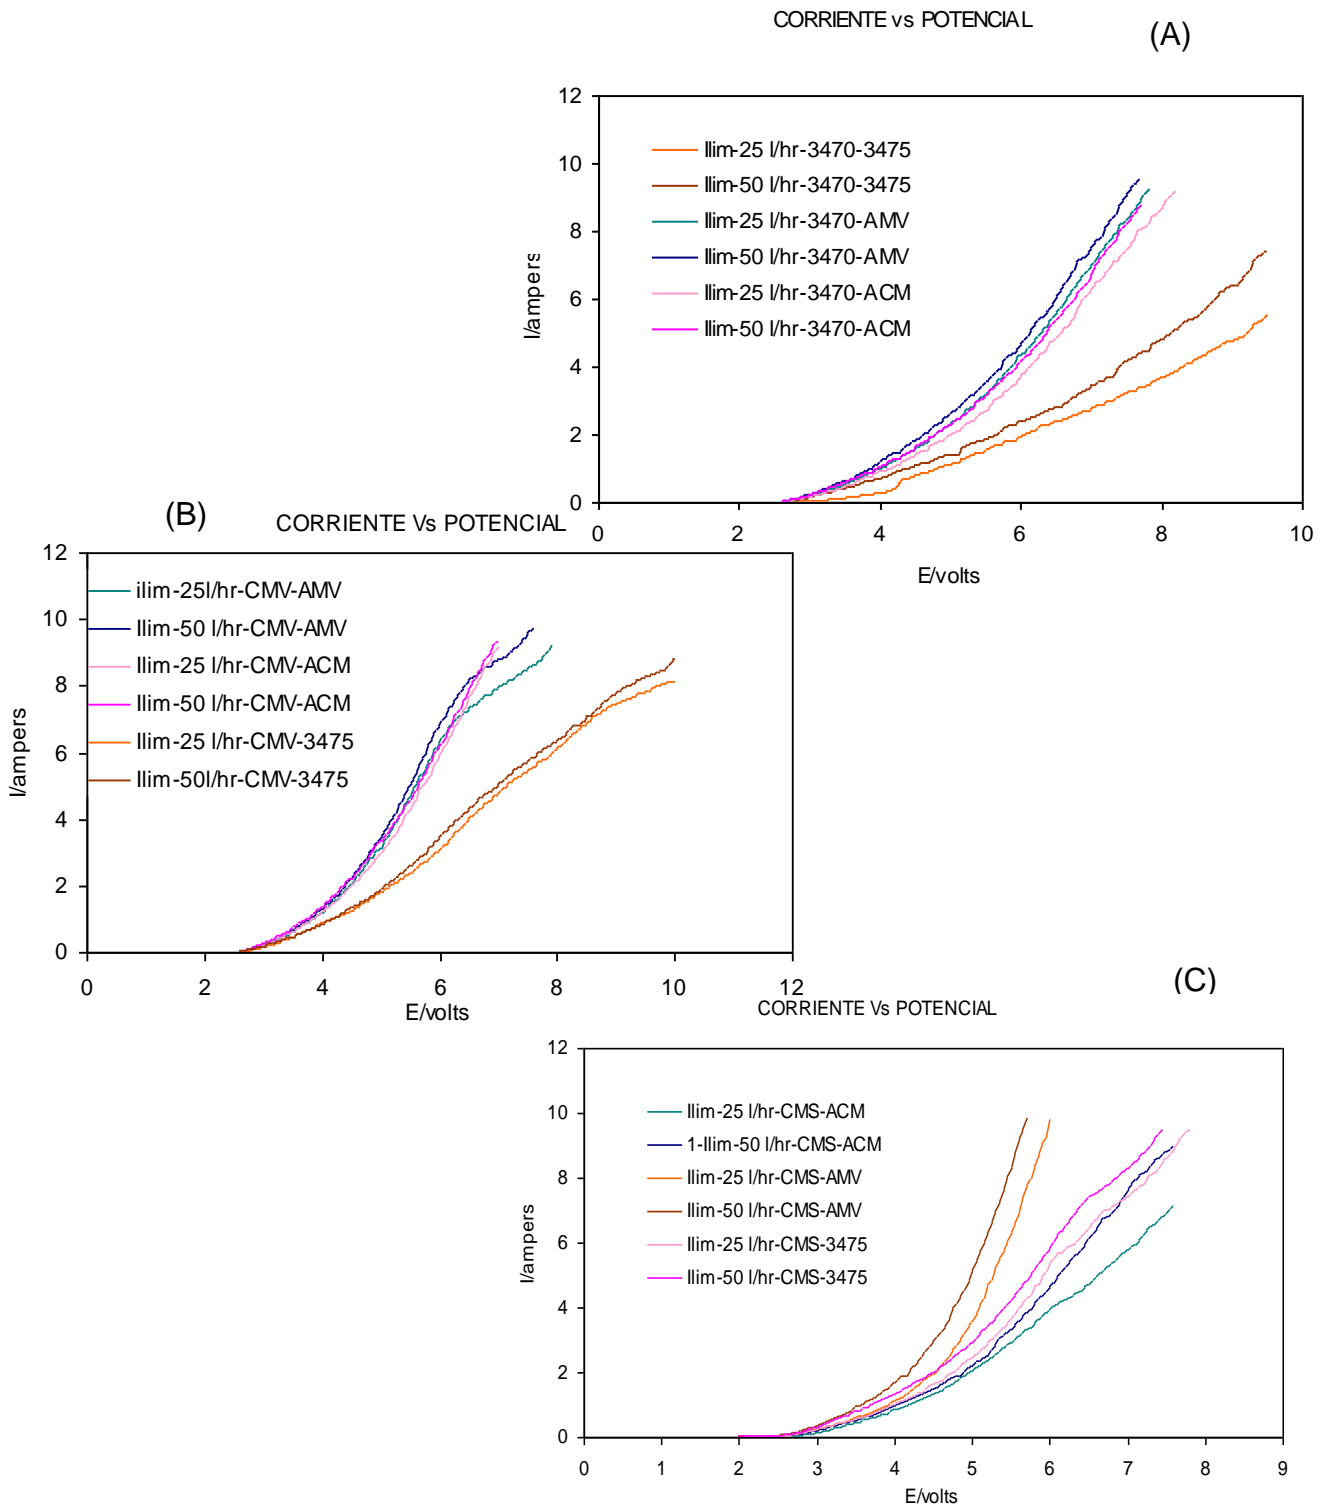 CORRIENTE vs POTENCIAL
(A)
12
10
8
6
4
2
0
I/ampers
Ilim-25 l/hr-3470-3475
Ilim-50 l/hr-3470-3475
Ilim-25 l/hr-3470-AMV
Ilim-50 l/hr-3470-AMV
Ilim-25 l/hr-3470-ACM
Ilim-50 l/hr-3470-ACM
0 2 4 6 8 10
E/volts
(B)
CORRIENTE Vs POTENCIAL
12
10
8
6
4
2
0
I/ampers
ilim-25l/hr-CMV-AMV
Ilim-50 l/hr-CMV-AMV
Ilim-25 l/hr-CMV-ACM
Ilim-50 l/hr-CMV-ACM
Ilim-25 l/hr-CMV-3475
Ilim-50l/hr-CMV-3475
0 2 4 6 8 10 12
E/volts
(C)
CORRIENTE Vs POTENCIAL
12
10
8
6
4
2
0
I/ampers
Ilim-25 l/hr-CMS-ACM
1-Ilim-50 l/hr-CMS-ACM
Ilim-25 l/hr-CMS-AMV
Ilim-50 l/hr-CMS-AMV
Ilim-25 l/hr-CMS-3475
Ilim-50 l/hr-CMS-3475
0 1 2 3 4 5 6 7 8 9
E/volts